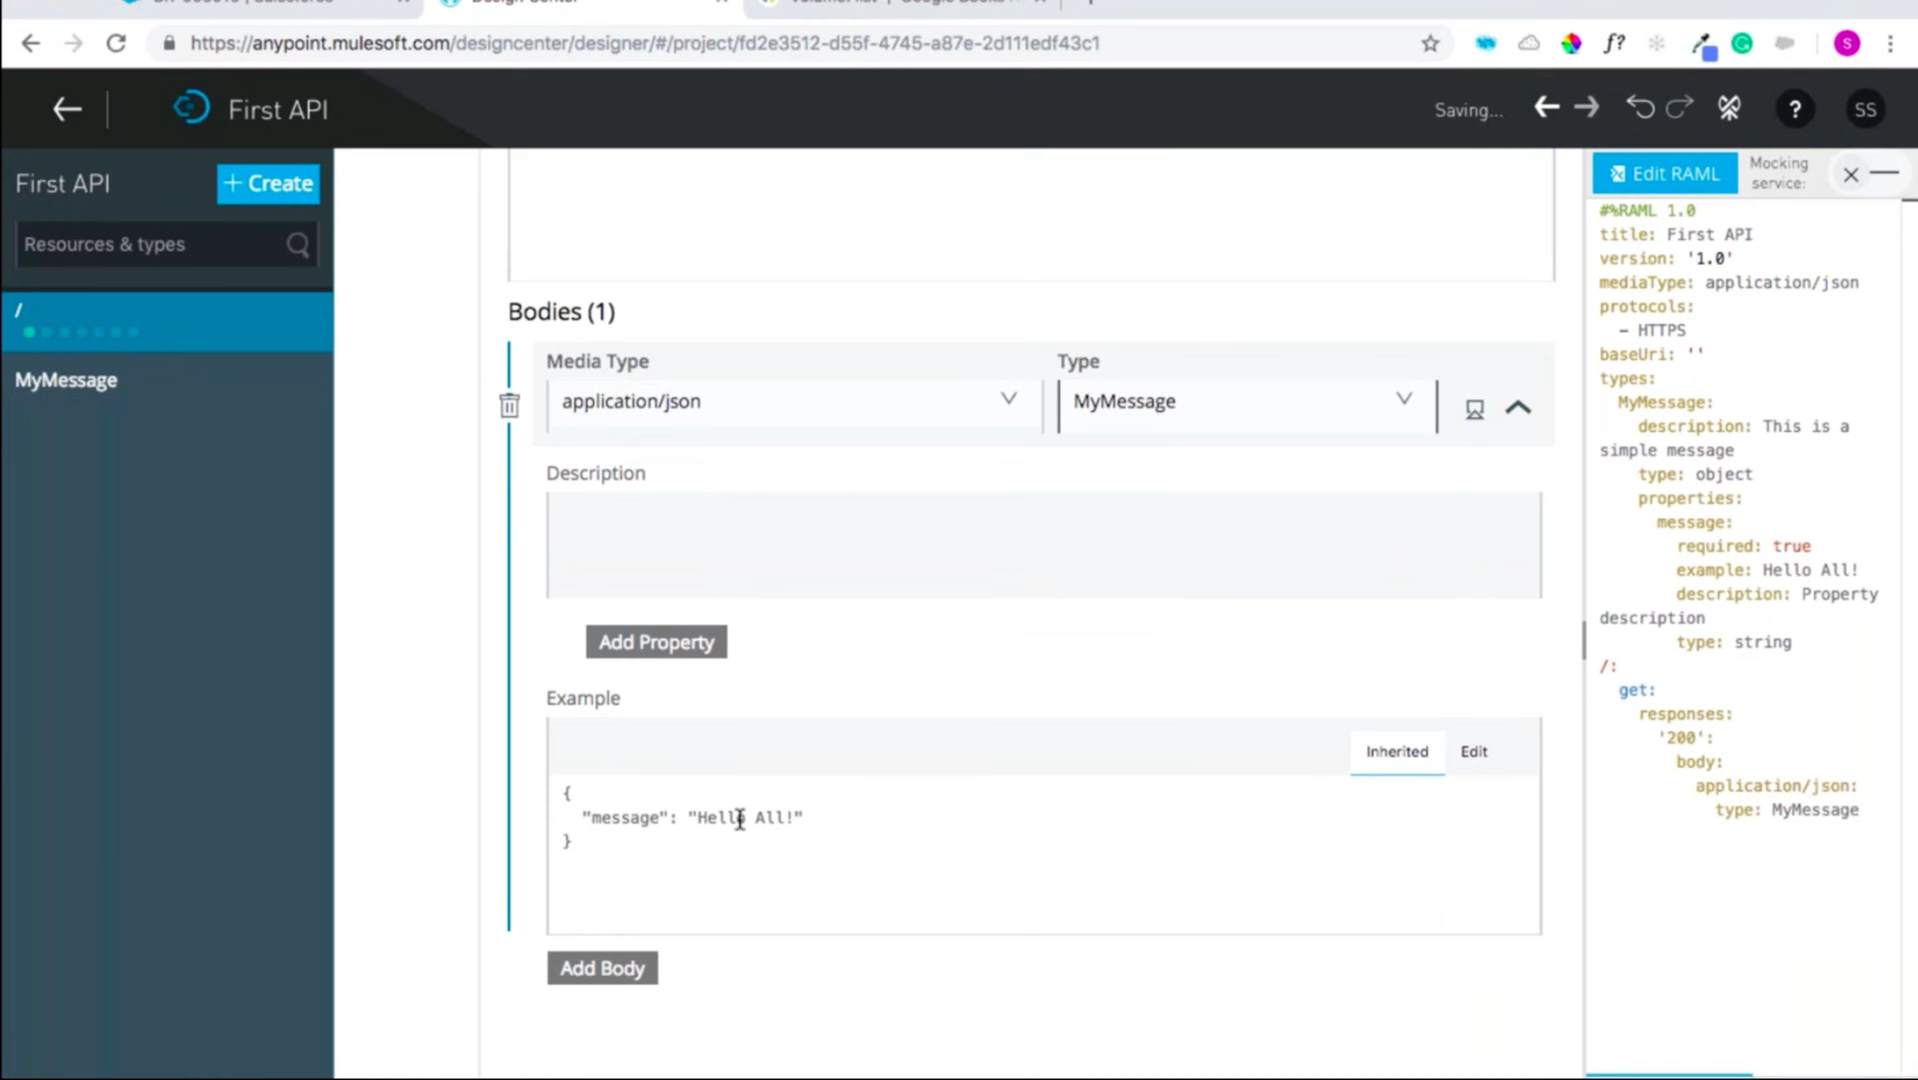 https://anypoint.mulesoft.com/designcenter/designer/#/project/fd2e3512-d55f-4745-a87e-2d111edf43c1
f?
S
First API
Saving...
?
SS
First API
+ Create
Resources & types
/
MyMessage
Bodies (1)
Media Type
Type
application/json
MyMessage
Description
Add Property
Example
Inherited
Edit
{
"message": "Hello All!"
}
Add Body
Edit RAML
Mocking
service:
#%RAML 1.0
title: First API
version: '1.0'
mediaType: application/json
protocols:
- HTTPS
baseUri: ''
types:
MyMessage:
description: This is a
simple message
type: object
properties:
message:
required: true
example: Hello All!
description: Property
description
type: string
/:
get:
responses:
'200':
body:
application/json:
type: MyMessage